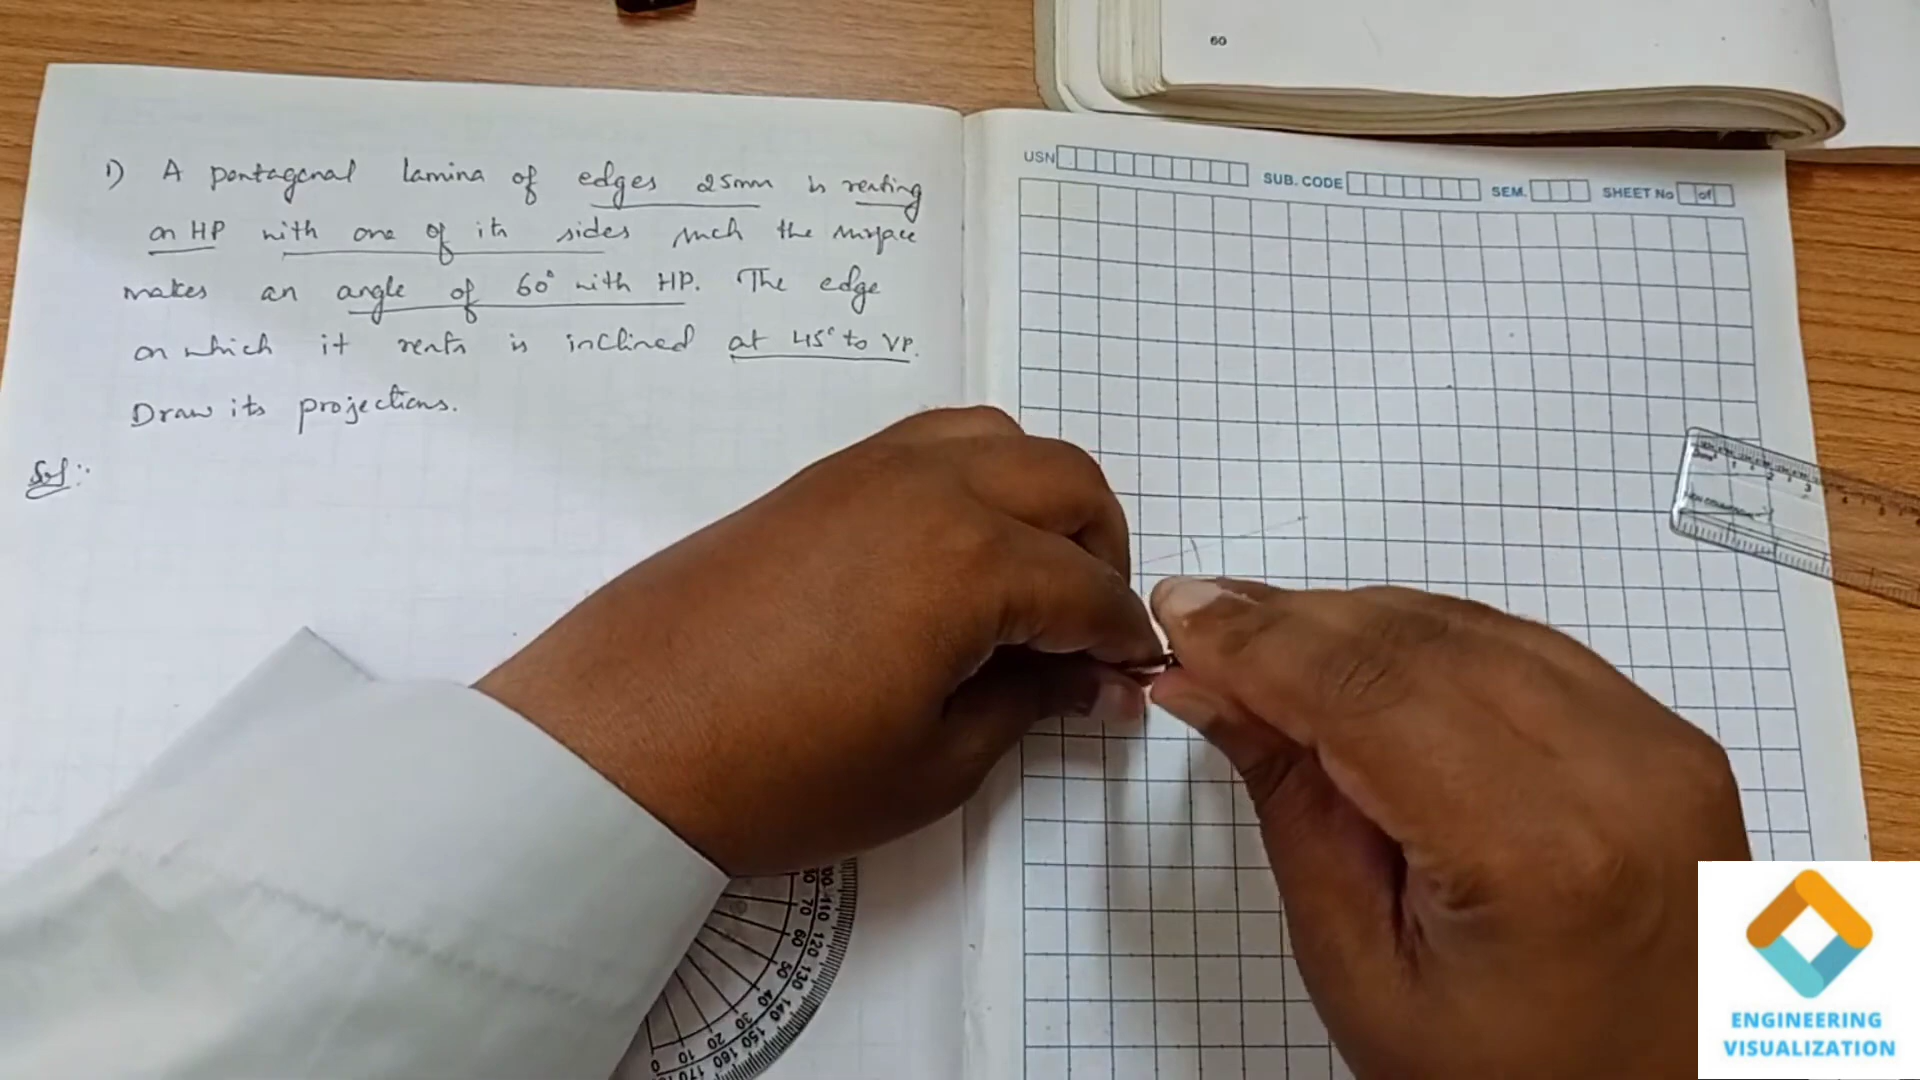 60
1) A pentagonal lamina of edges 25mm is resting
on HP with one of its sides such the surface
makes an angle of 60° with HP. The edge
on which it rests is inclined at 45° to VP.
Draw its projections.
Sol:-
USN SUB. CODE SEM. SHEET No of
ENGINEERING
VISUALIZATION